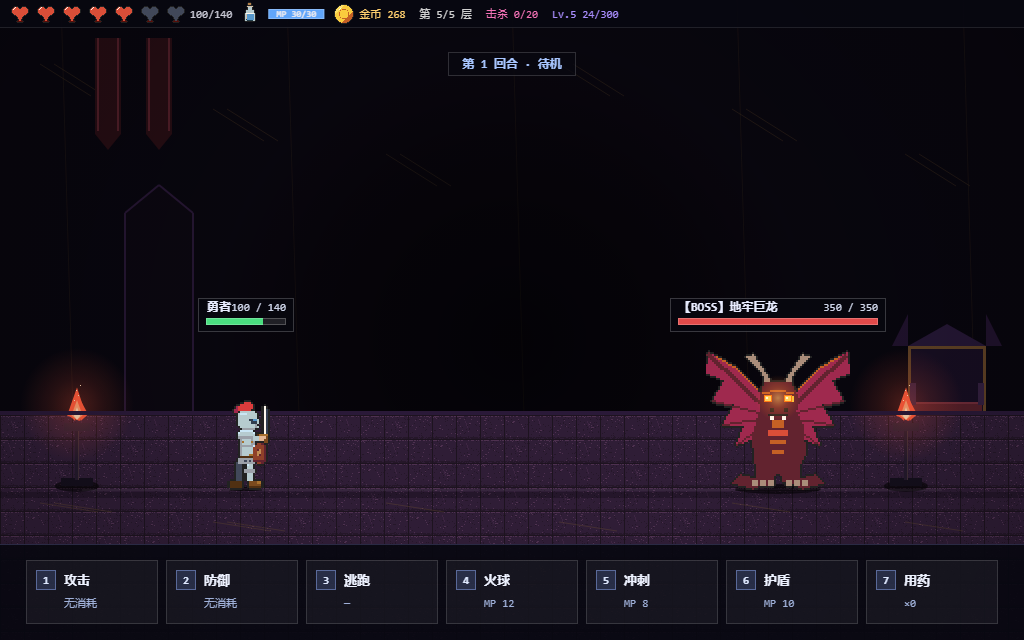 100/140 MP 30/30 金币 268 第 5/5 层 击杀 0/20 Lv.5 24/300
第 1 回合 · 待机
勇者100 / 140
【BOSS】地牢巨龙 350 / 350
1 攻击
无消耗
2 防御
无消耗
3 逃跑
—
4 火球
MP 12
5 冲刺
MP 8
6 护盾
MP 10
7 用药
×0